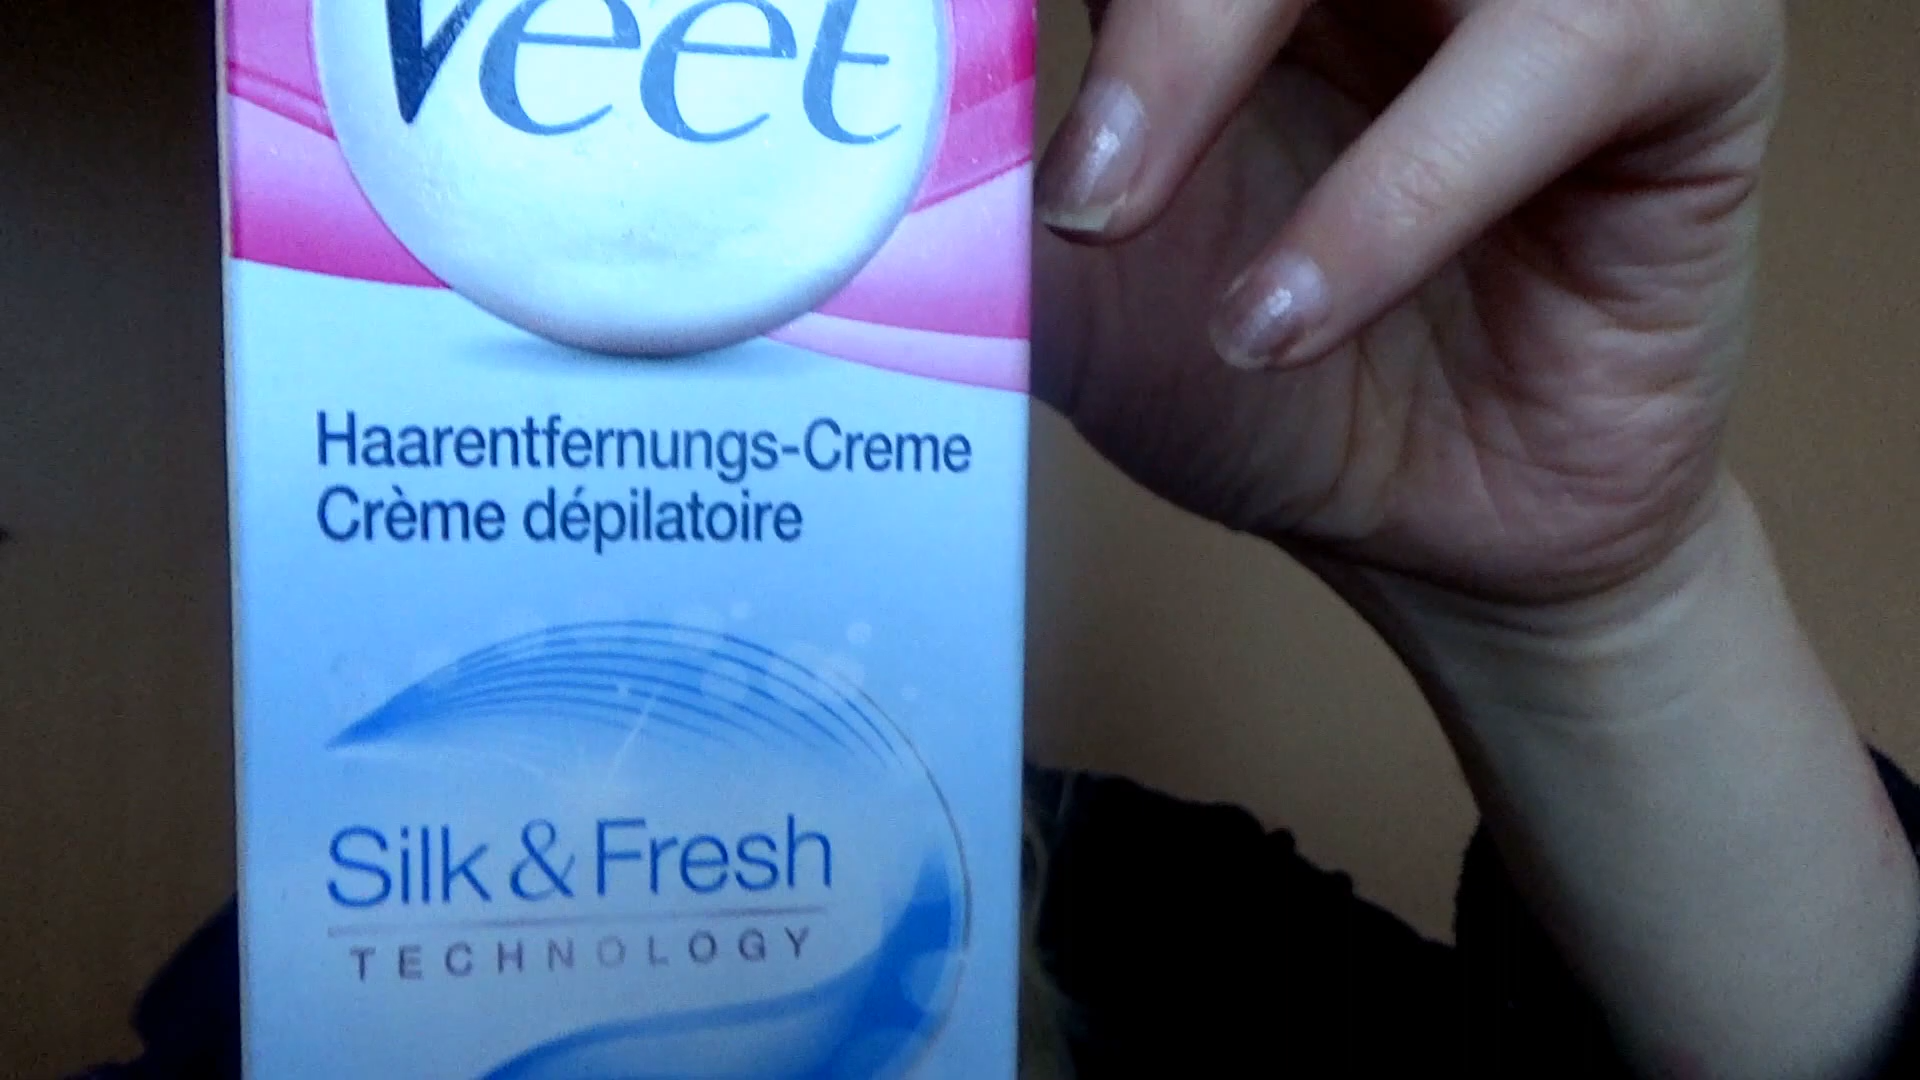 Veet
Haarentfernungs-Creme
Crème dépilatoire
Silk & Fresh
TECHNOLOGY